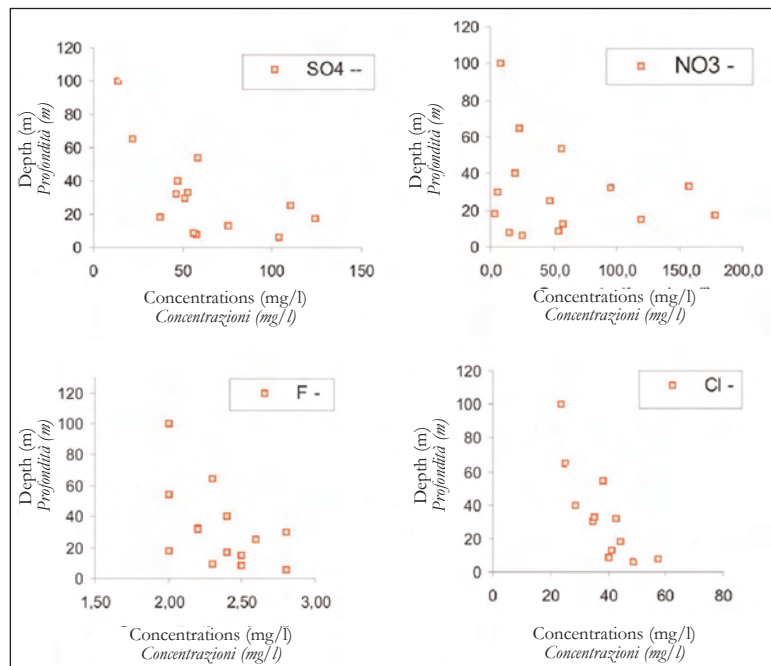 SO4 --
120
100
80
60
40
20
0
Depth (m)
Profondità (m)
0 50 100 150
Concentrations (mg/l)
Concentrazioni (mg/l)
NO3 -
120
100
80
60
40
20
0
Depth (m)
Profondità (m)
0,0 50,0 100,0 150,0 200,0
Concentrations (mg/l)
Concentrazioni (mg/l)
F -
120
100
80
60
40
20
0
Depth (m)
Profondità (m)
1,50 2,00 2,50 3,00
Concentrations (mg/l)
Concentrazioni (mg/l)
Cl -
120
100
80
60
40
20
0
Depth (m)
Profondità (m)
0 20 40 60 80
Concentrations (mg/l)
Concentrazioni (mg/l)